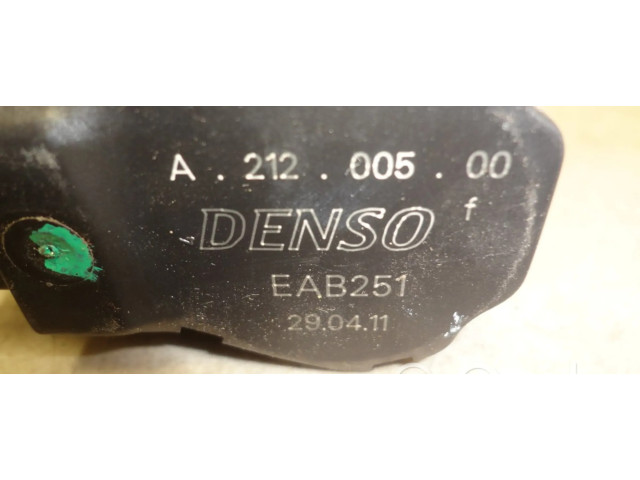 A . 212 . 005 . 00
f
DENSO
EAB251
29.04.11